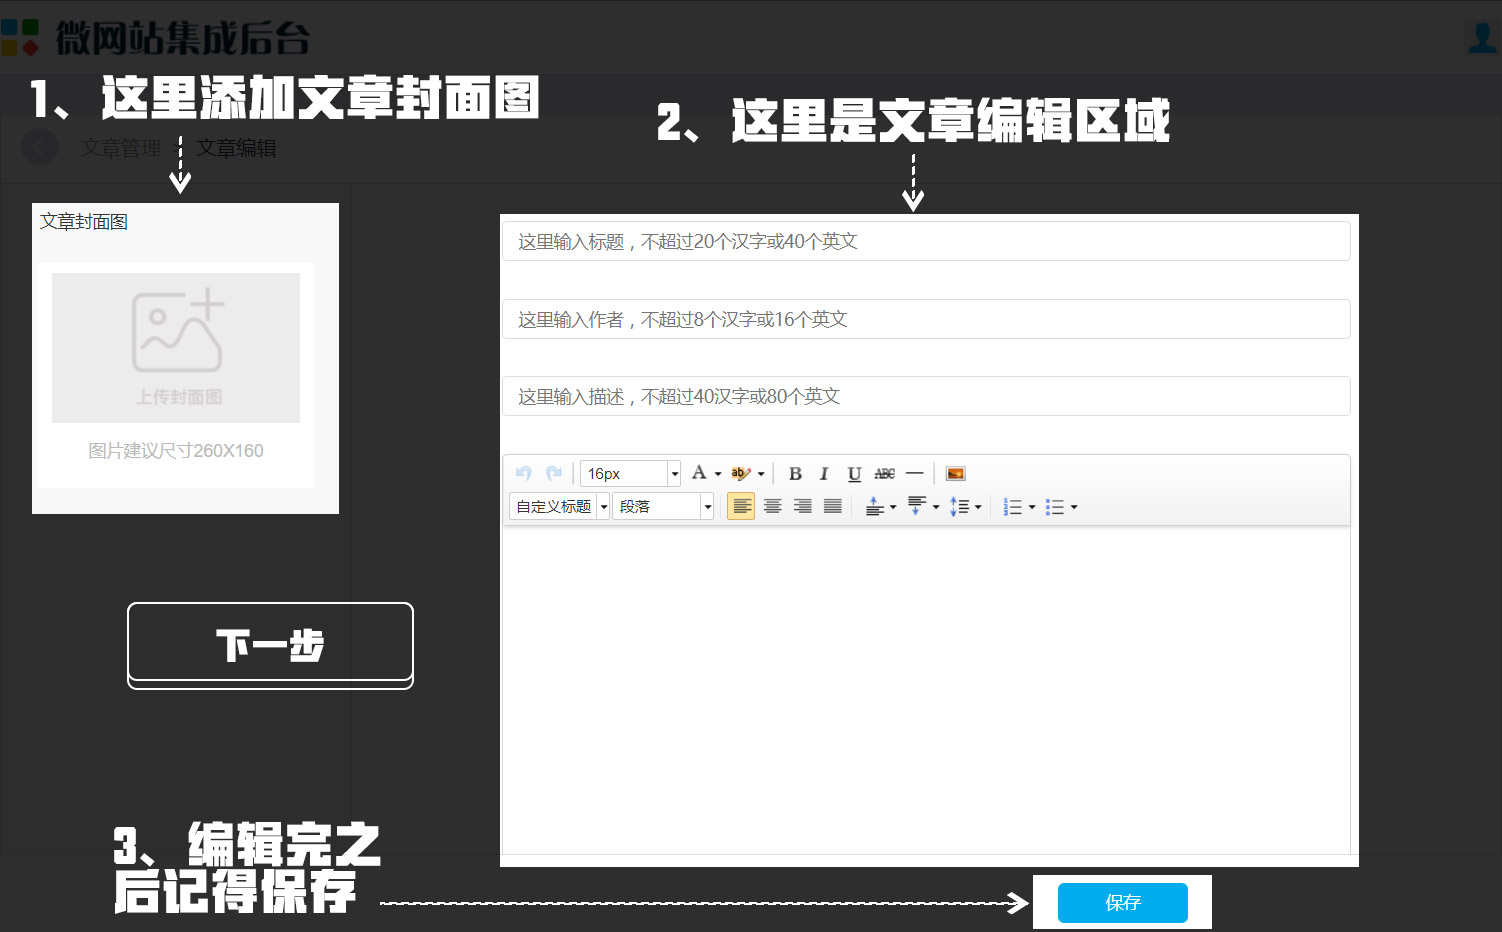 微网站集成后台
1、这里添加文章封面图
2、这里是文章编辑区域
文章管理 > 文章编辑
文章封面图
上传封面图
图片建议尺寸260X160
这里输入标题，不超过20个汉字或40个英文
这里输入作者，不超过8个汉字或16个英文
这里输入描述，不超过40汉字或80个英文
16px A ab B I U ABC
自定义标题 段落
下一步
3、编辑完之
后记得保存
保存